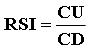 RSI = CU / CD